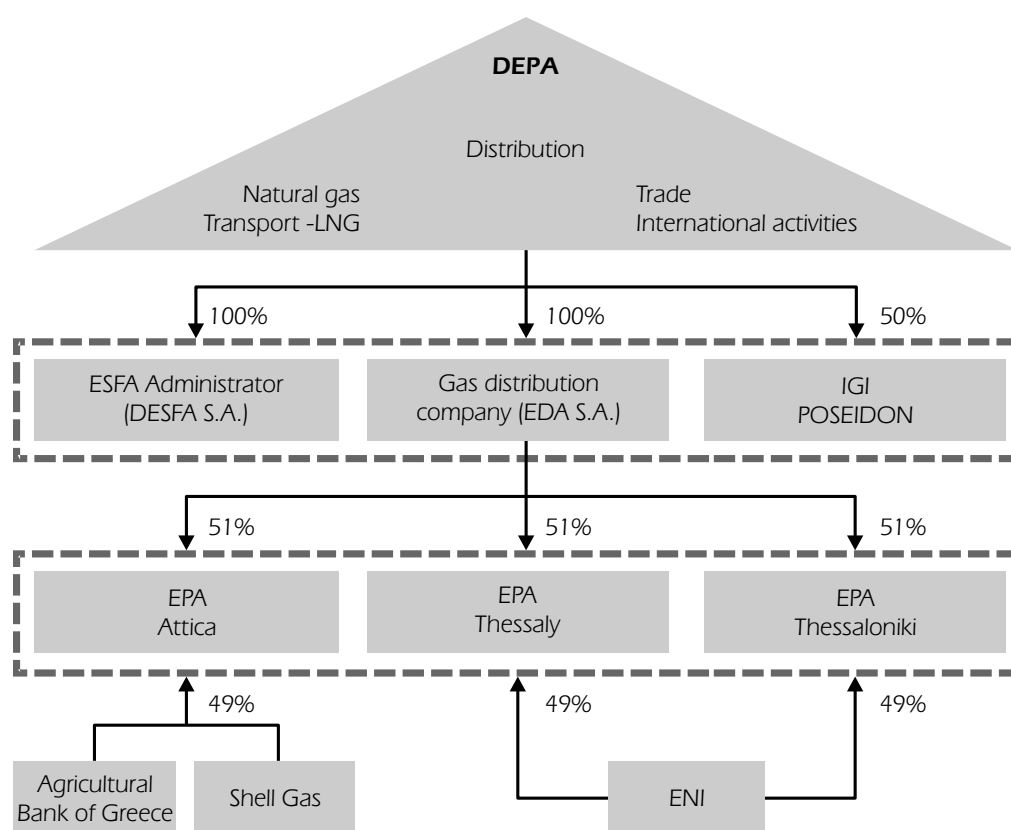 DEPA
Distribution
Natural gas
Transport -LNG
Trade
International activities
100%
100%
50%
ESFA Administrator
(DESFA S.A.)
Gas distribution
company (EDA S.A.)
IGI
POSEIDON
51%
51%
51%
EPA
Attica
EPA
Thessaly
EPA
Thessaloniki
49%
49%
49%
Agricultural
Bank of Greece
Shell Gas
ENI